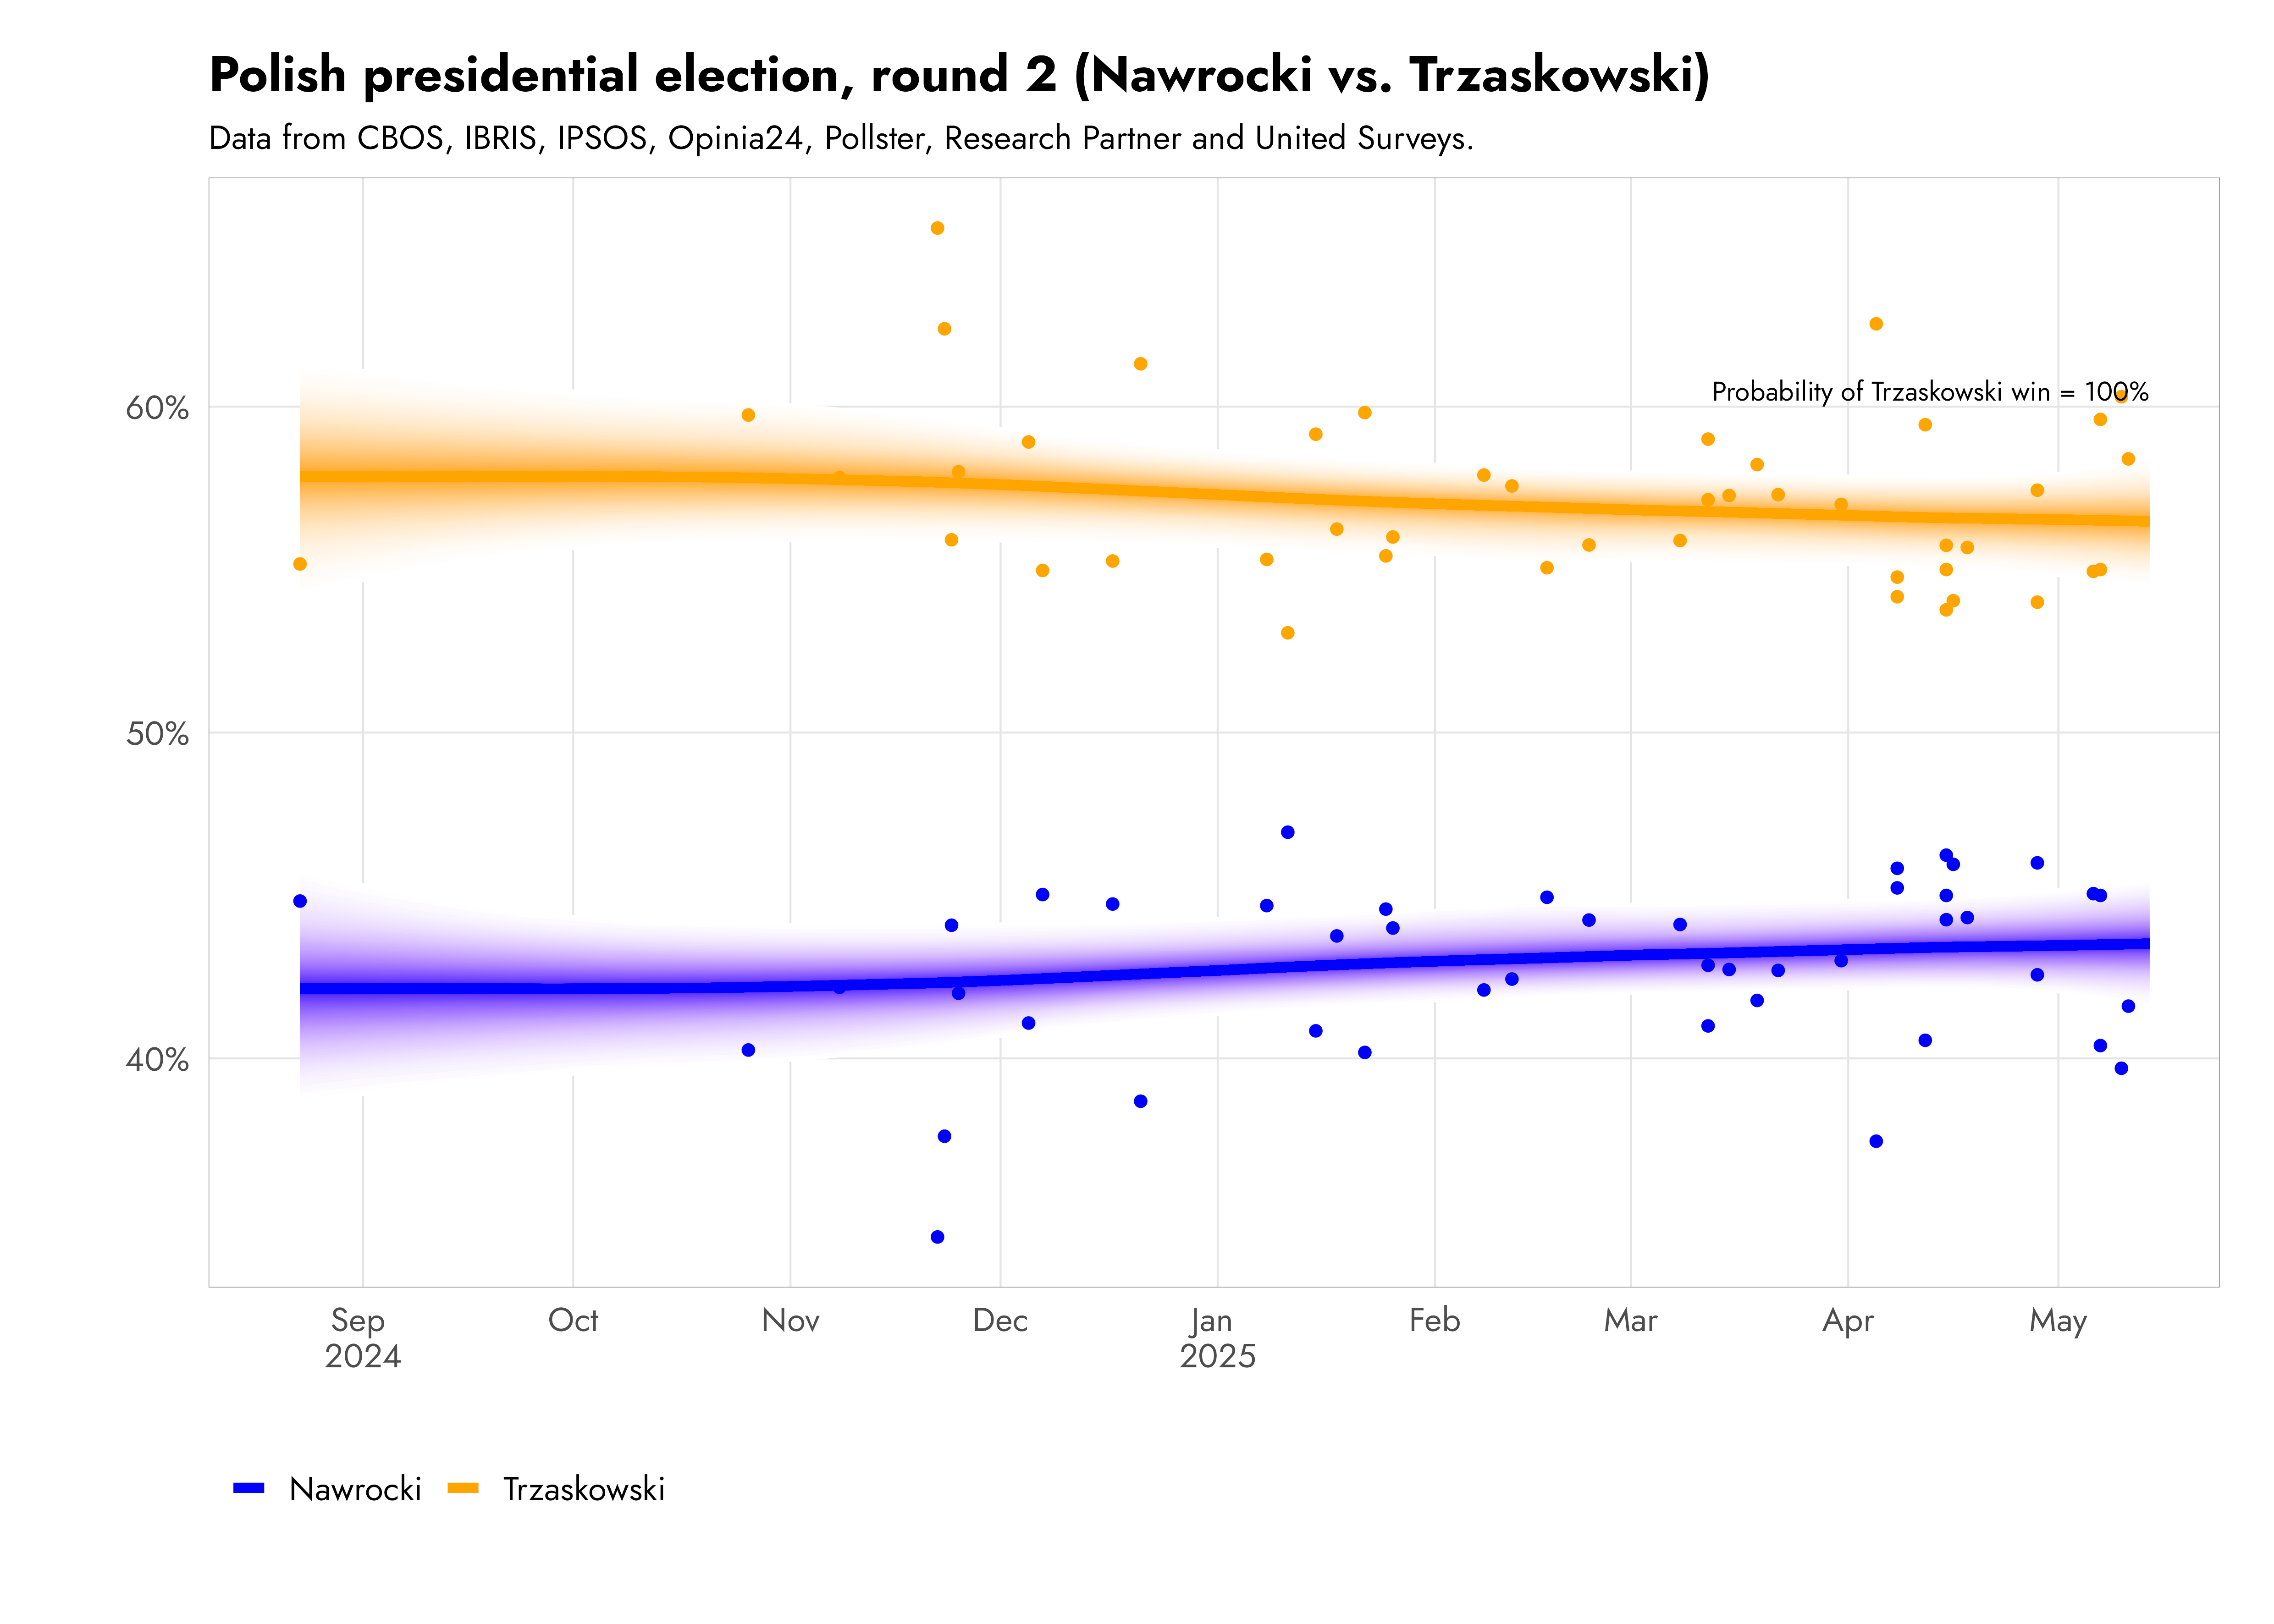 Polish presidential election, round 2 (Nawrocki vs. Trzaskowski)
Data from CBOS, IBRIS, IPSOS, Opinia24, Pollster, Research Partner and United Surveys.
Probability of Trzaskowski win = 100%
60%
50%
40%
Sep Oct Nov Dec Jan Feb Mar Apr May
2024 2025
Nawrocki Trzaskowski